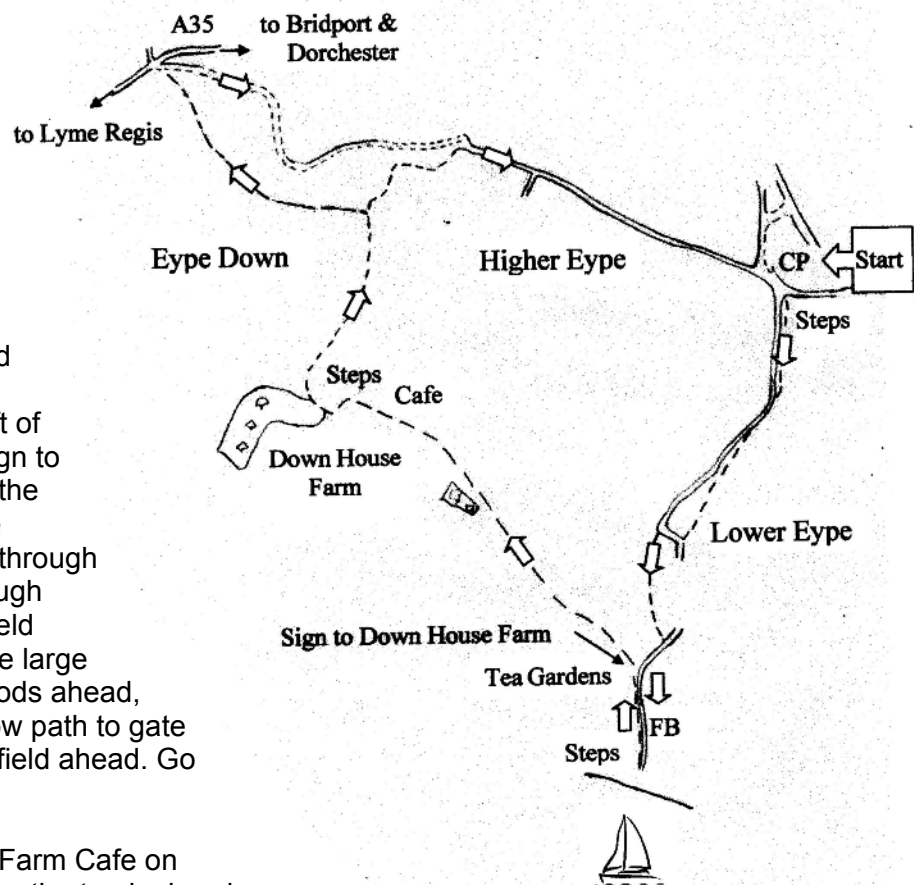 A35
to Bridport &
Dorchester
to Lyme Regis
Eype Down
Higher Eype
CP
Start
Steps
Steps
Cafe
Down House
Farm
Lower Eype
Sign to Down House Farm
Tea Gardens
FB
Steps
d
t of
gn to
the
through
ugh
eld
e large
ods ahead,
ow path to gate
field ahead. Go
Farm Cafe on